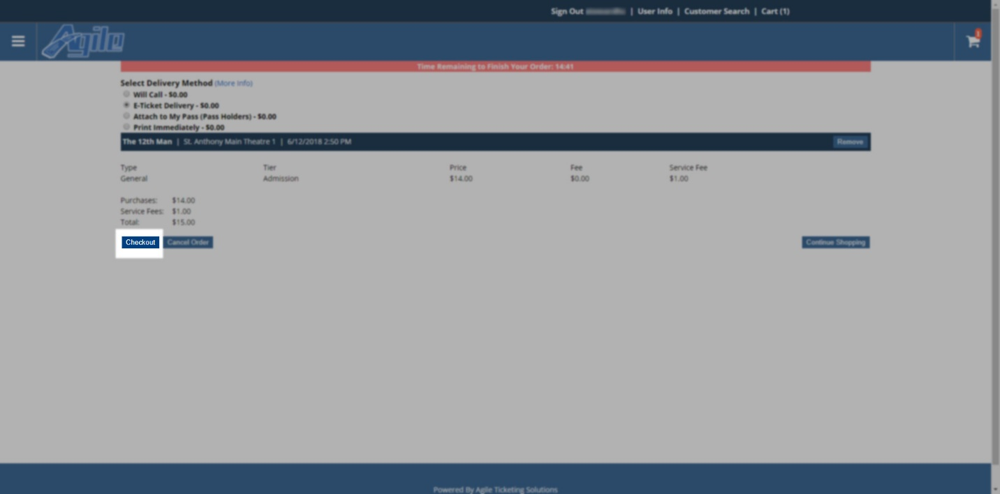 Sign Out | User Info | Customer Search | Cart (1)
Agile
1
Time Remaining to Finish Your Order: 14:41
Select Delivery Method (More Info)
Will Call - $0.00
E-Ticket Delivery - $0.00
Attach to My Pass (Pass Holders) - $0.00
Print Immediately - $0.00
The 12th Man | St. Anthony Main Theatre 1 | 6/12/2018 2:50 PM Remove
Type Tier Price Fee Service Fee
General Admission $14.00 $0.00 $1.00
Purchases: $14.00
Service Fees: $1.00
Total: $15.00
Checkout Cancel Order Continue Shopping
Powered By Agile Ticketing Solutions